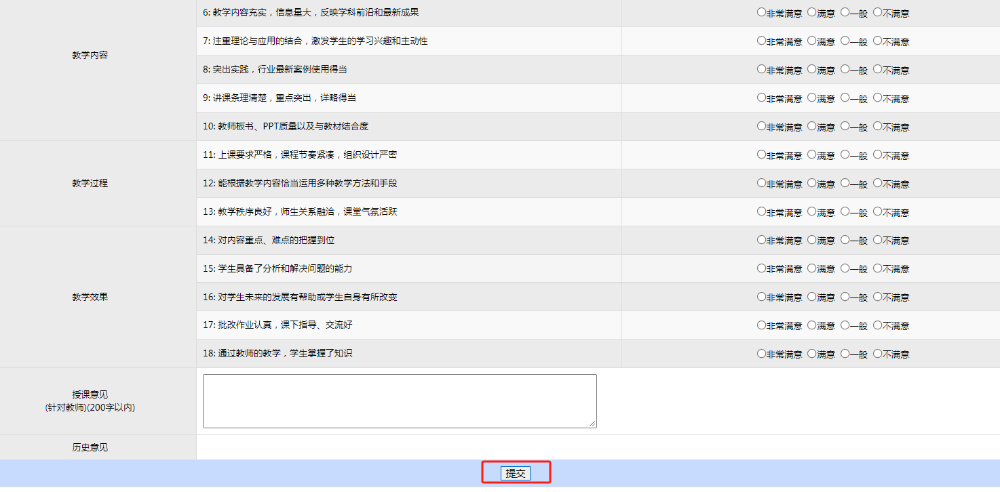 教学内容
6: 教学内容充实，信息量大，反映学科前沿和最新成果 非常满意 满意 一般 不满意
7: 注重理论与应用的结合，激发学生的学习兴趣和主动性 非常满意 满意 一般 不满意
8: 突出实践，行业最新案例使用得当 非常满意 满意 一般 不满意
9: 讲课条理清楚，重点突出，详略得当 非常满意 满意 一般 不满意
10: 教师板书、PPT质量以及与教材结合度 非常满意 满意 一般 不满意
教学过程
11: 上课要求严格，课程节奏紧凑，组织设计严密 非常满意 满意 一般 不满意
12: 能根据教学内容恰当运用多种教学方法和手段 非常满意 满意 一般 不满意
13: 教学秩序良好，师生关系融洽，课堂气氛活跃 非常满意 满意 一般 不满意
教学效果
14: 对内容重点、难点的把握到位 非常满意 满意 一般 不满意
15: 学生具备了分析和解决问题的能力 非常满意 满意 一般 不满意
16: 对学生未来的发展有帮助或学生自身有所改变 非常满意 满意 一般 不满意
17: 批改作业认真，课下指导、交流好 非常满意 满意 一般 不满意
18: 通过教师的教学，学生掌握了知识 非常满意 满意 一般 不满意
授课意见
(针对教师)(200字以内)
历史意见
提交